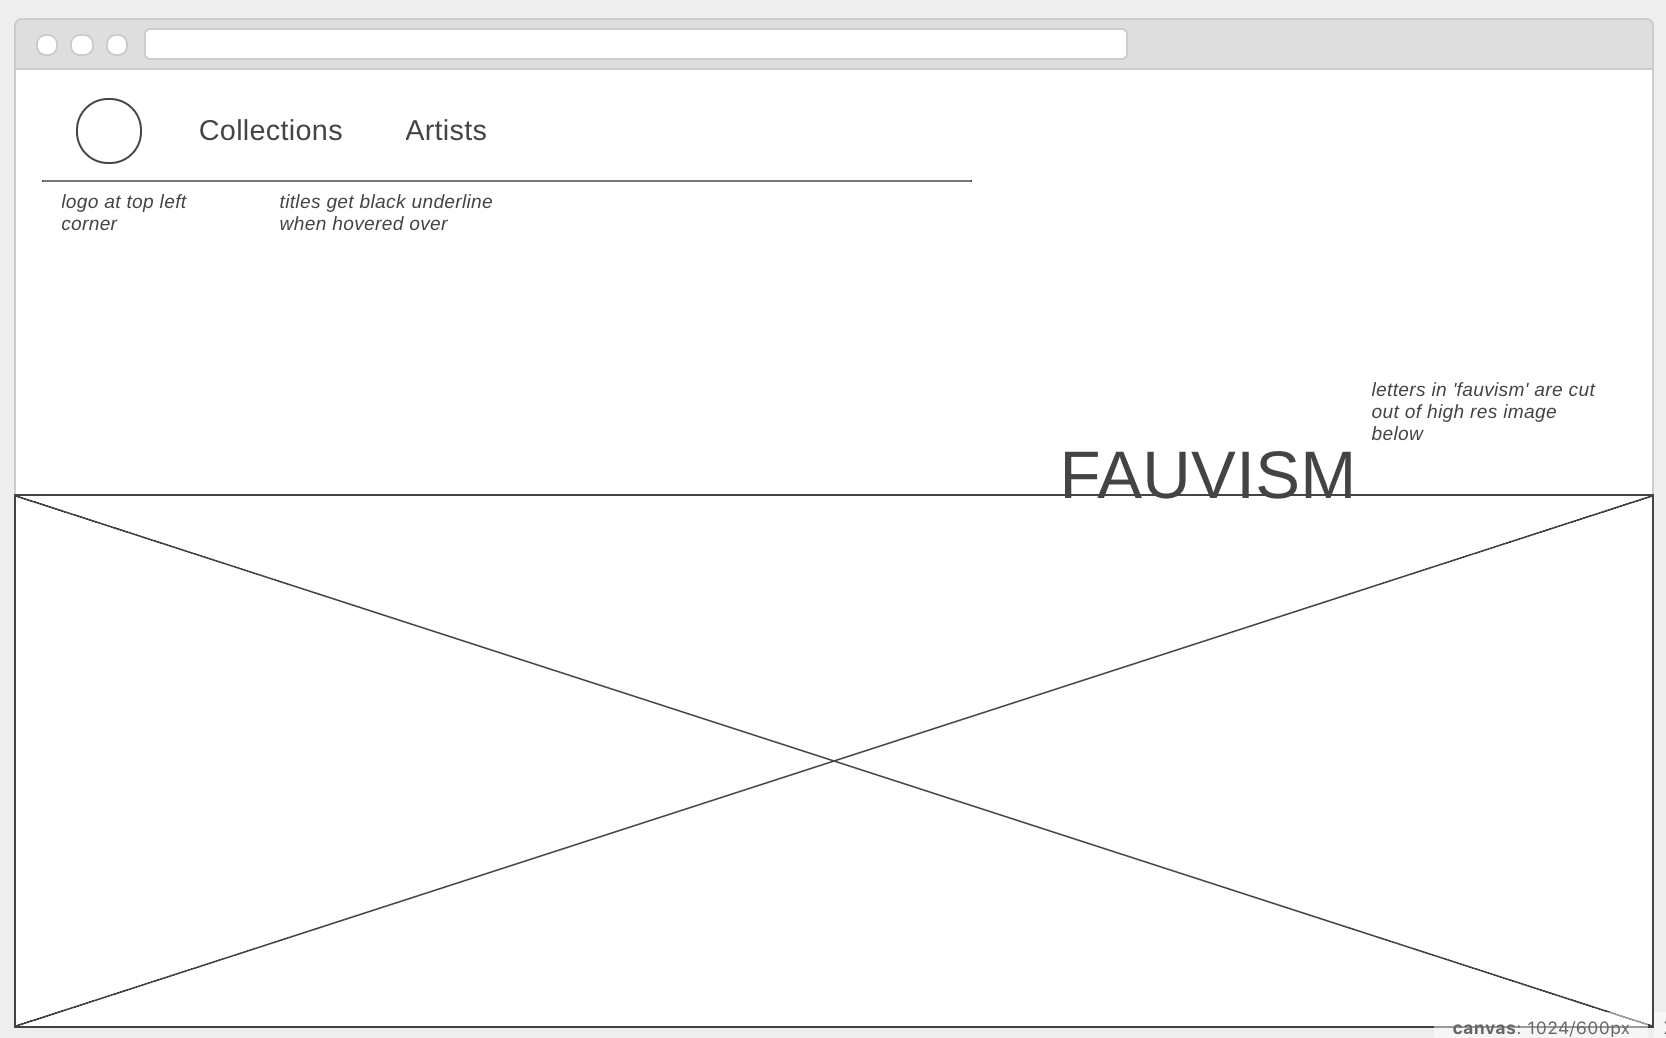 Collections Artists
logo at top left
corner
titles get black underline
when hovered over
letters in 'fauvism' are cut
out of high res image
below
FAUVISM
canvas: 1024/600px